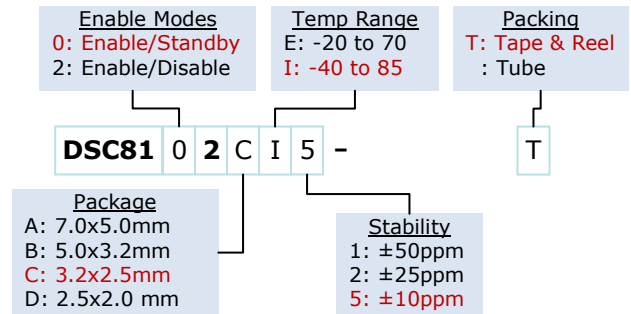 Enable Modes
0: Enable/Standby
2: Enable/Disable
Temp Range
E: -20 to 70
I: -40 to 85
Packing
T: Tape & Reel
: Tube
DSC81 0 2 C I 5 – T
Package
A: 7.0x5.0mm
B: 5.0x3.2mm
C: 3.2x2.5mm
D: 2.5x2.0 mm
Stability
1: ±50ppm
2: ±25ppm
5: ±10ppm